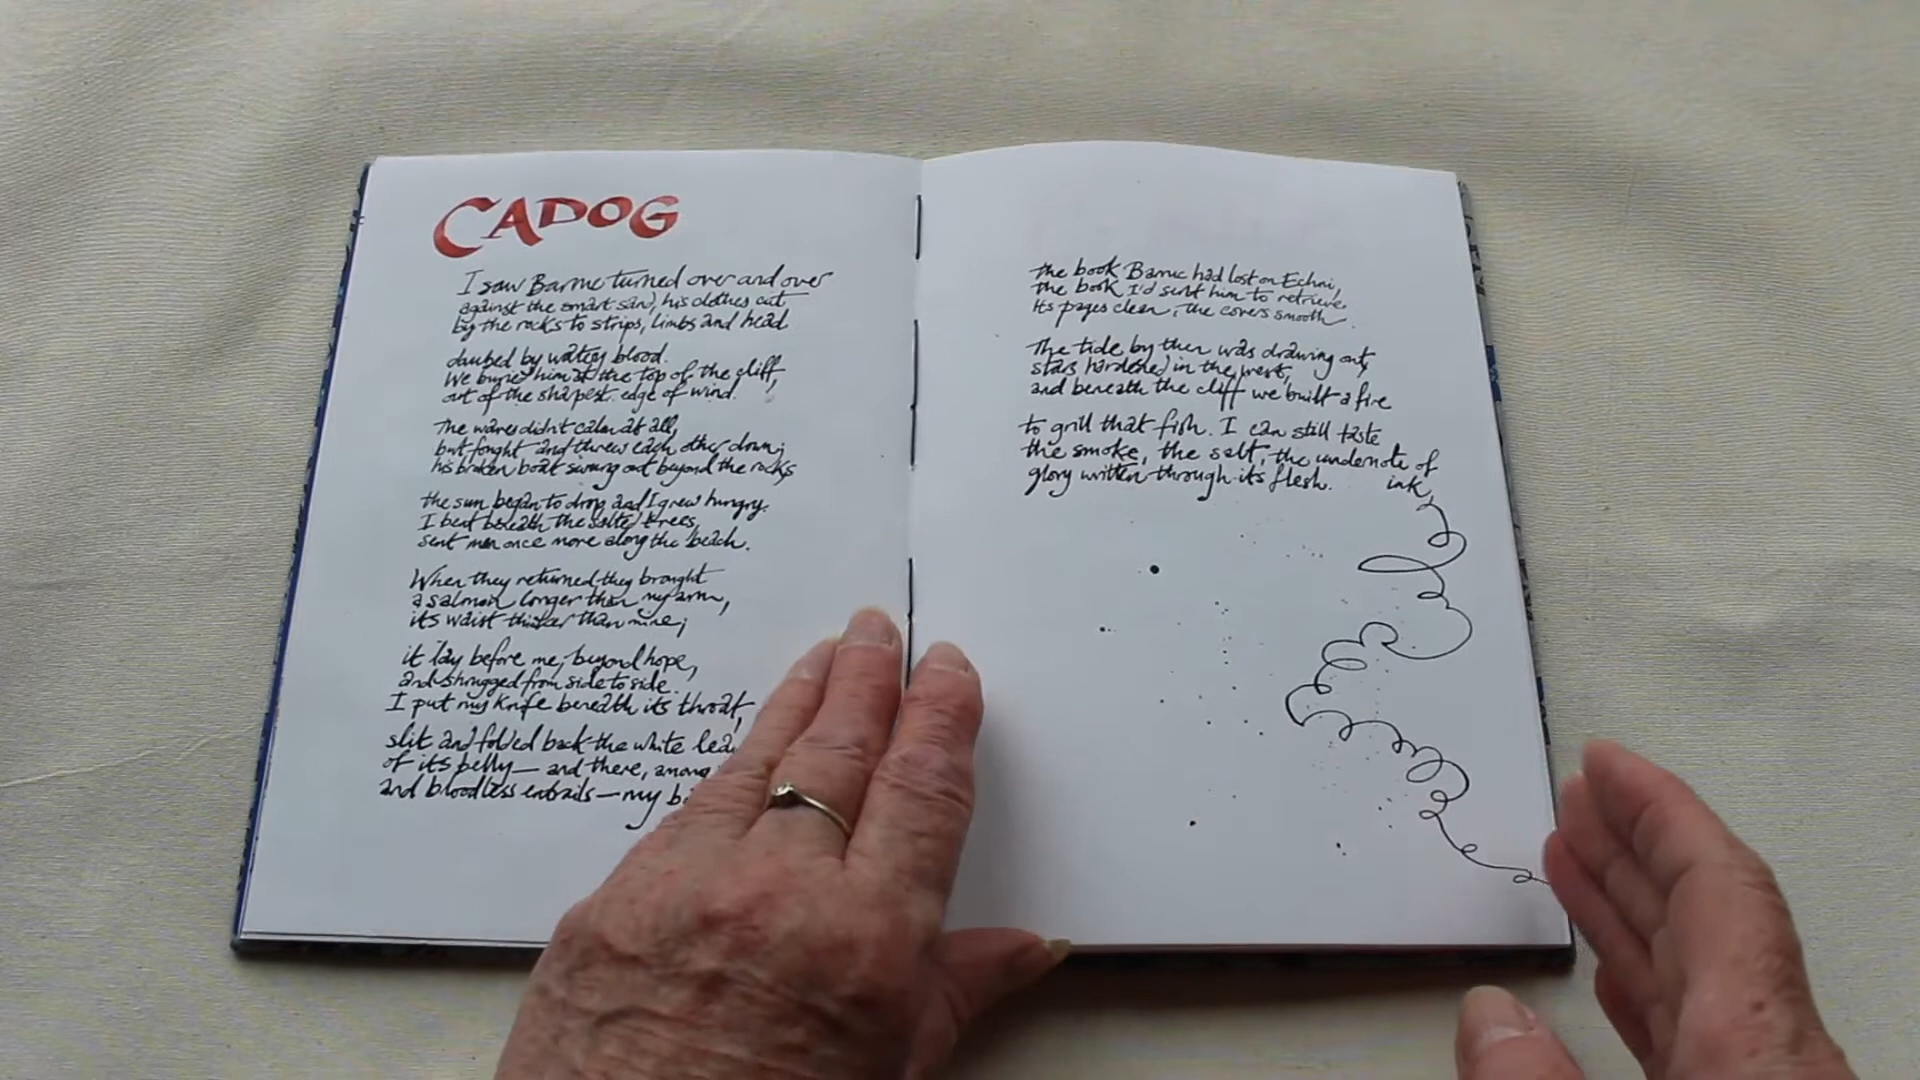 CADOG
I saw Barruc turned over and over
against the smart sand, his clothes cut
by the rocks to strips, limbs and head
daubed by watery blood.
We buried him at the top of the cliff,
out of the sharpest edge of wind.
The waves didn't calm at all,
but fought and threw each other down;
his broken boat swung out beyond the rocks
the sun began to drop and I grew hungry.
I bent beneath the salted trees,
sent men once more along the beach.
When they returned they brought
a salmon longer than my arm,
its waist thicker than mine;
it lay before me, beyond hope,
and shrugged from side to side.
I put my knife beneath its throat,
slit and folded back the white
of its belly — and there, among
and bloodless entrails — my
the book Barruc had lost on Echni,
the book I'd sent him to retrieve.
Its pages clean, the covers smooth.
The tide by then was drawing out,
stars hardened in the west,
and beneath the cliff we built a fire
to grill that fish. I can still taste
the smoke, the salt, the undernote of
glory written through its flesh. ink